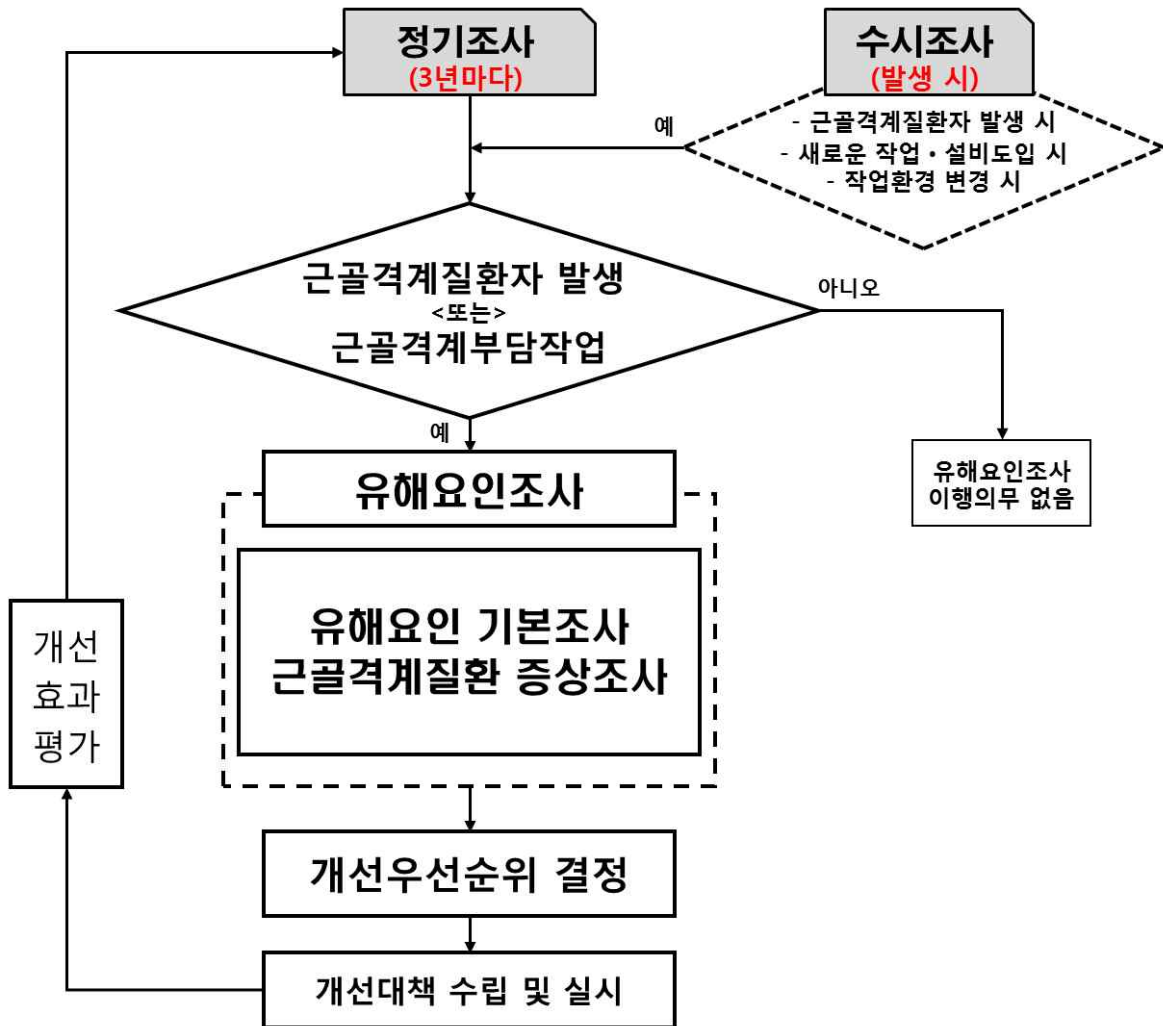 정기조사
(3년마다)
수시조사
(발생 시)
예
- 근골격계질환자 발생 시
- 새로운 작업・설비도입 시
- 작업환경 변경 시
근골격계질환자 발생
<또는>
근골격계부담작업
아니오
예
유해요인조사
이행의무 없음
유해요인조사
유해요인 기본조사
근골격계질환 증상조사
개선
효과
평가
개선우선순위 결정
개선대책 수립 및 실시